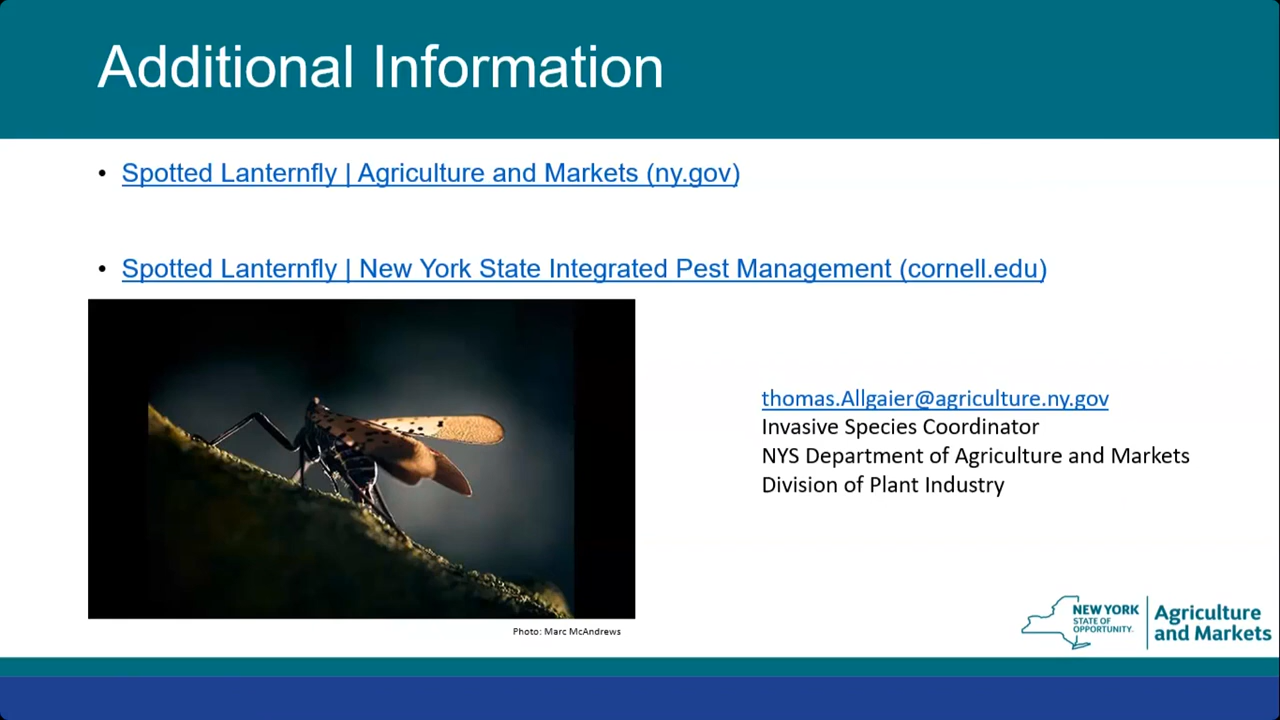 Additional Information
• Spotted Lanternfly | Agriculture and Markets (ny.gov)
• Spotted Lanternfly | New York State Integrated Pest Management (cornell.edu)
thomas.Allgaier@agriculture.ny.gov
Invasive Species Coordinator
NYS Department of Agriculture and Markets
Division of Plant Industry
Photo: Marc McAndrews
NEW YORK
STATE OF
OPPORTUNITY.
Agriculture
and Markets